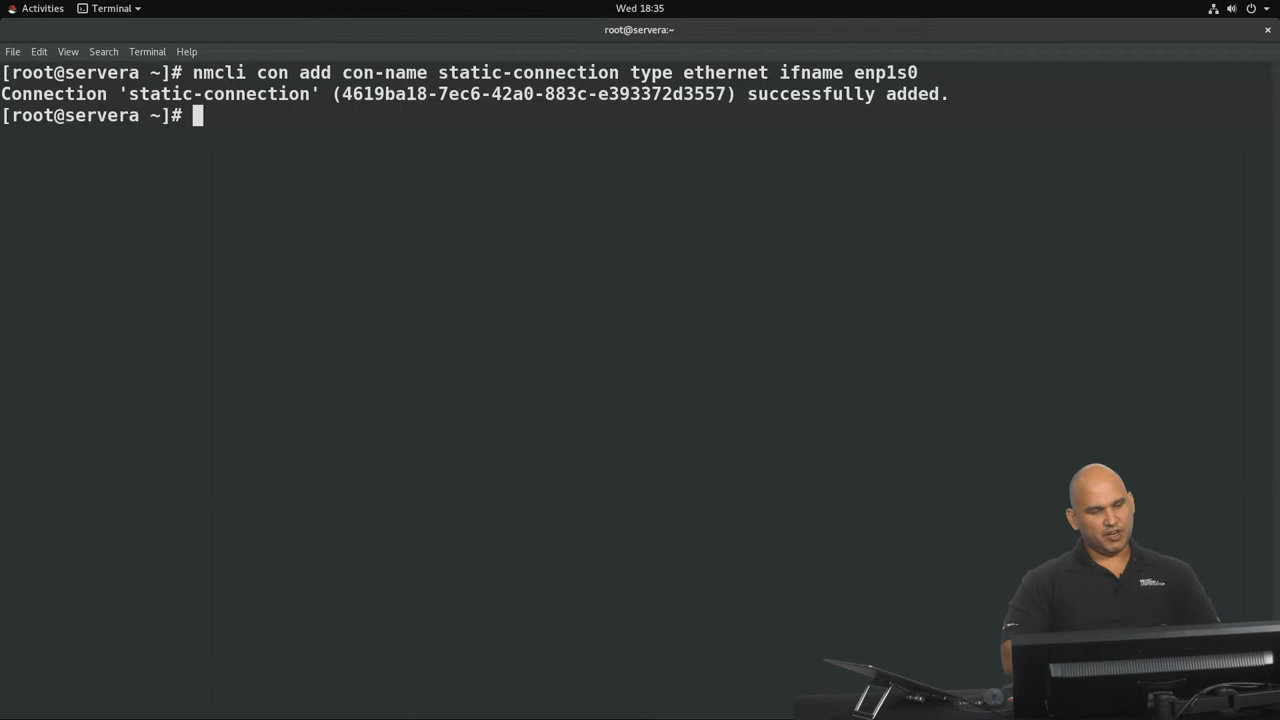 Activities Terminal Wed 18:35
root@servera:~ ×
File Edit View Search Terminal Help
[root@servera ~]# nmcli con add con-name static-connection type ethernet ifname enp1s0
Connection 'static-connection' (4619ba18-7ec6-42a0-883c-e393372d3557) successfully added.
[root@servera ~]#